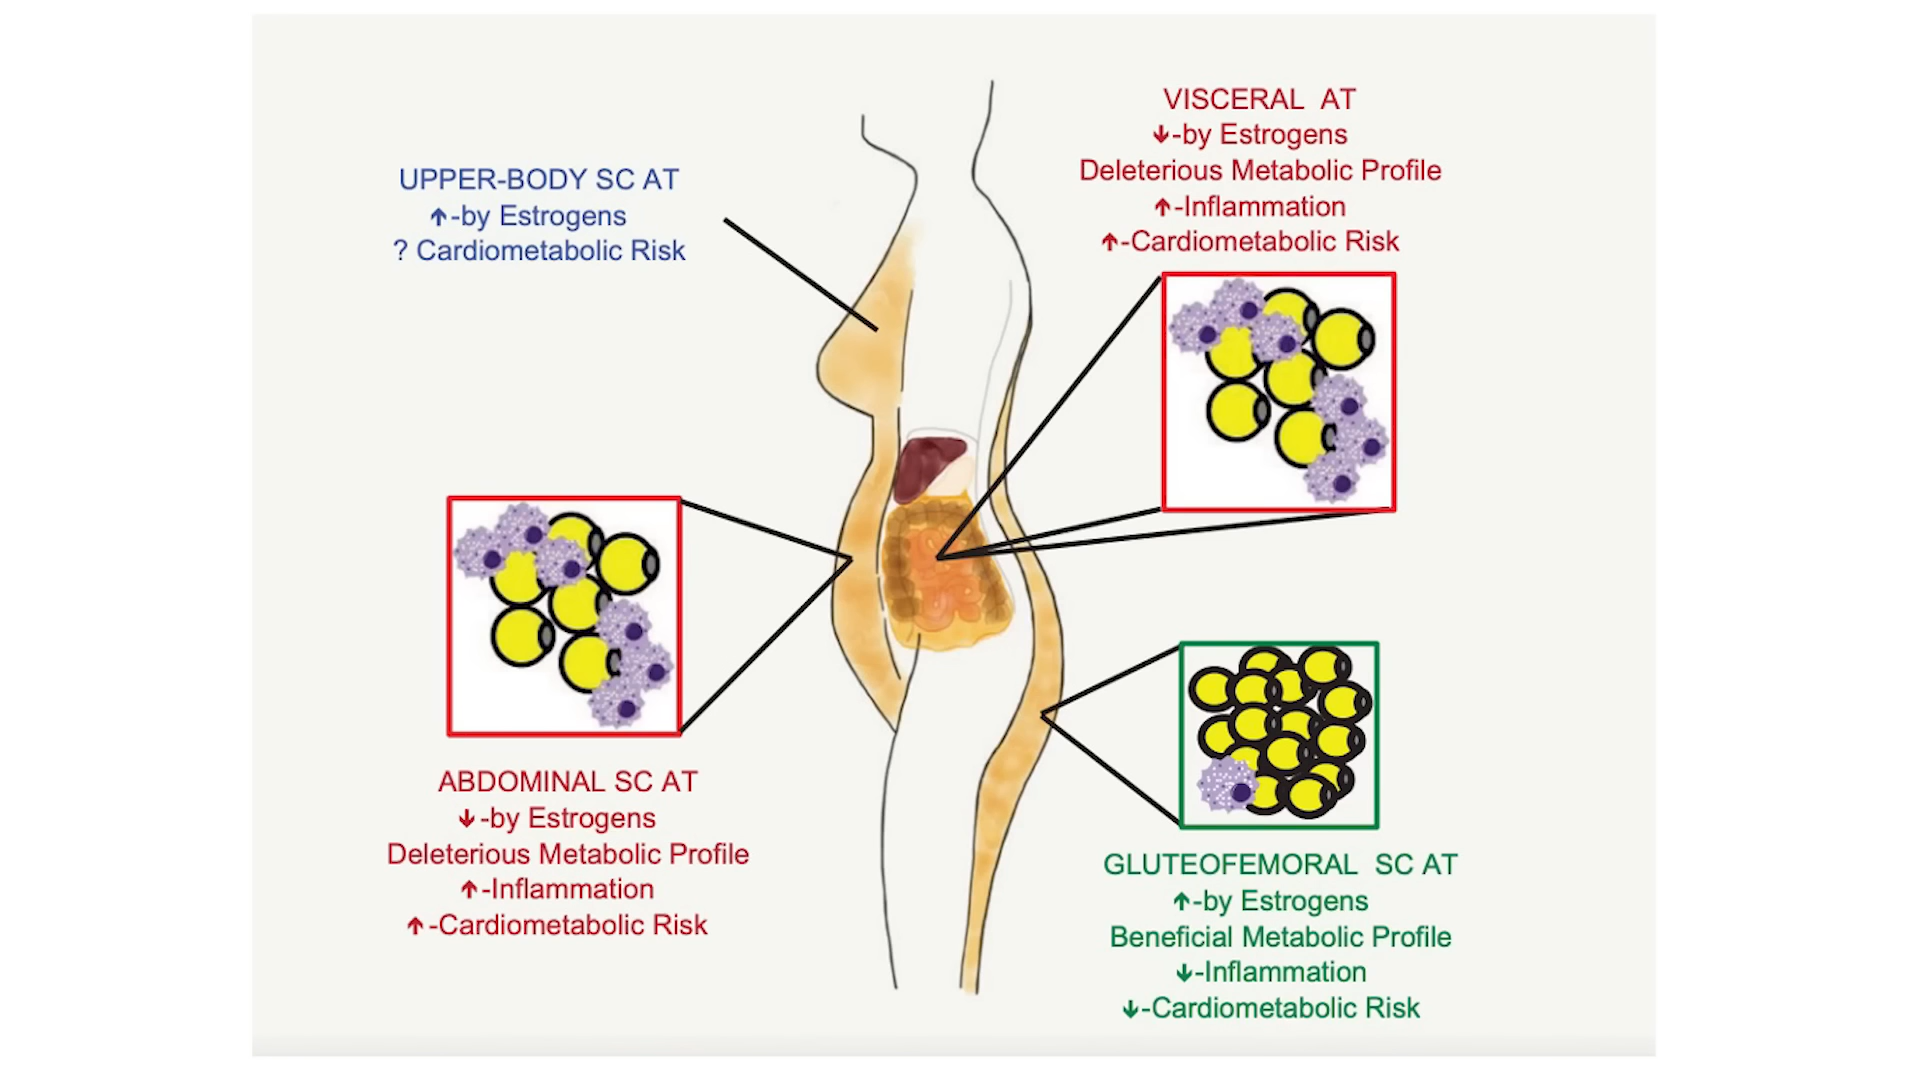 UPPER-BODY SC AT
↑-by Estrogens
? Cardiometabolic Risk
VISCERAL AT
↓-by Estrogens
Deleterious Metabolic Profile
↑-Inflammation
↑-Cardiometabolic Risk
ABDOMINAL SC AT
↓-by Estrogens
Deleterious Metabolic Profile
↑-Inflammation
↑-Cardiometabolic Risk
GLUTEOFEMORAL SC AT
↑-by Estrogens
Beneficial Metabolic Profile
↓-Inflammation
↓-Cardiometabolic Risk